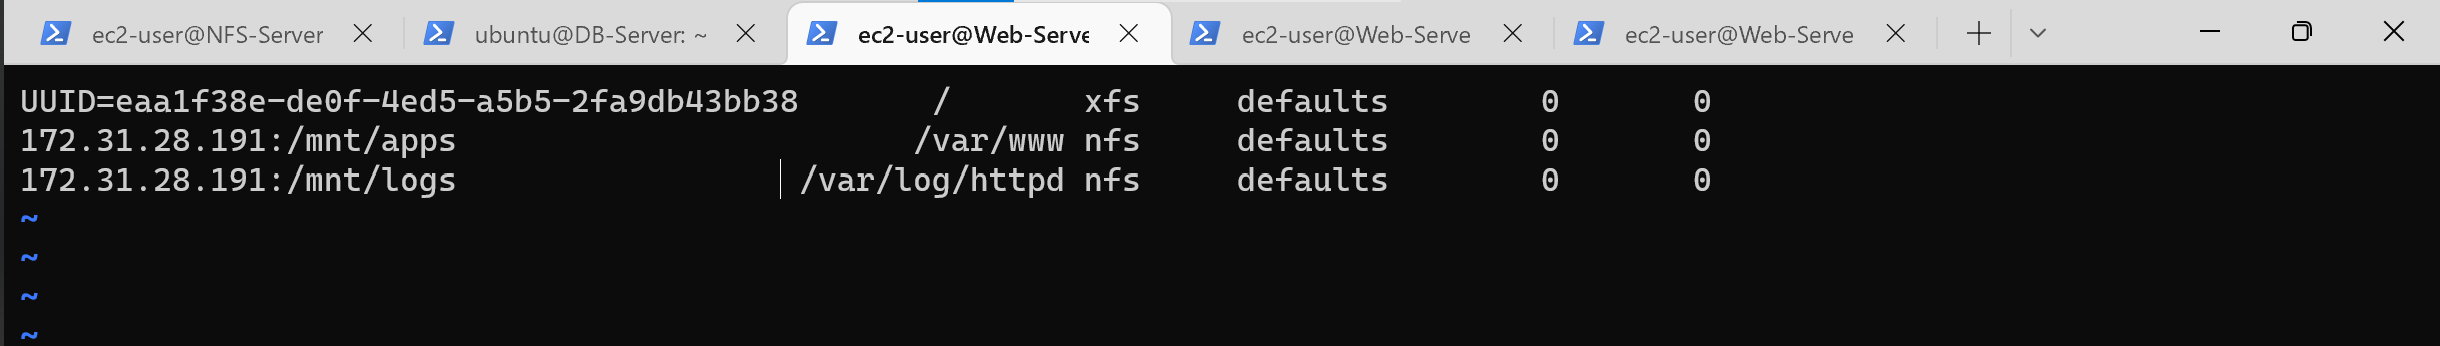 ec2-user@NFS-Server ubuntu@DB-Server: ~ ec2-user@Web-Serve ec2-user@Web-Serve ec2-user@Web-Serve
UUID=eaa1f38e-de0f-4ed5-a5b5-2fa9db43bb38 / xfs defaults 0 0
172.31.28.191:/mnt/apps /var/www nfs defaults 0 0
172.31.28.191:/mnt/logs /var/log/httpd nfs defaults 0 0
~
~
~
~